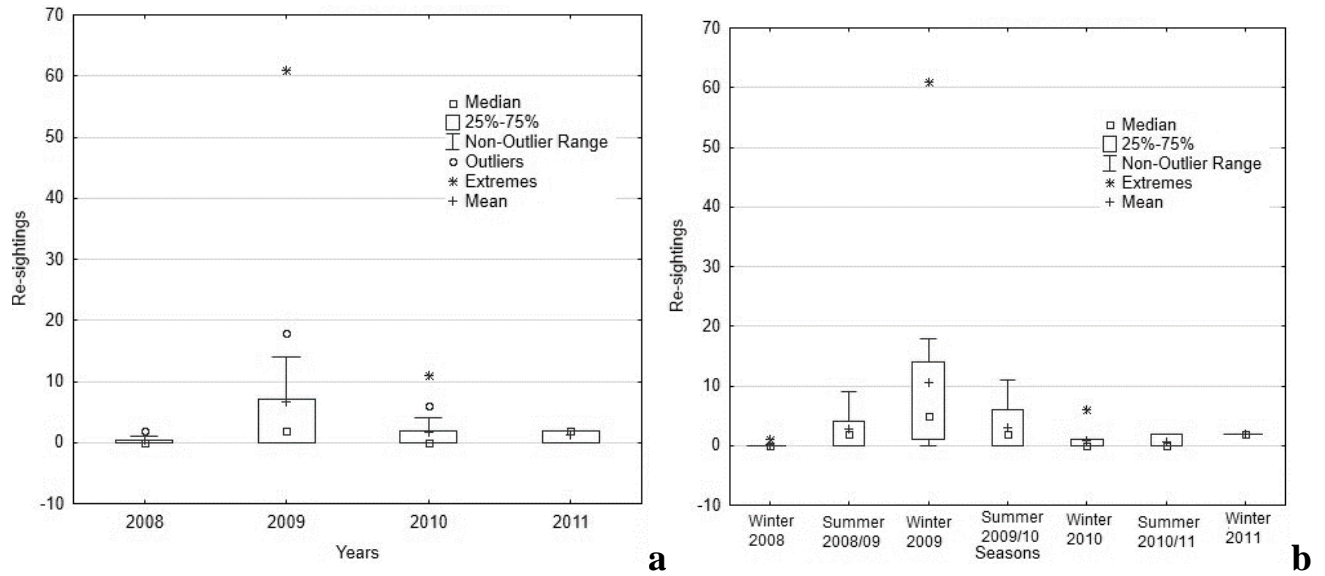 70
60
50
40
30
20
10
0
-10
Re-sightings
Median
25%-75%
Non-Outlier Range
Outliers
Extremes
Mean
2008 2009 2010 2011
Years
a
70
60
50
40
30
20
10
0
-10
Re-sightings
Median
25%-75%
Non-Outlier Range
Extremes
Mean
Winter Summer Winter Summer Winter Summer Winter
2008 2008/09 2009 2009/10 2010 2010/11 2011
Seasons
b